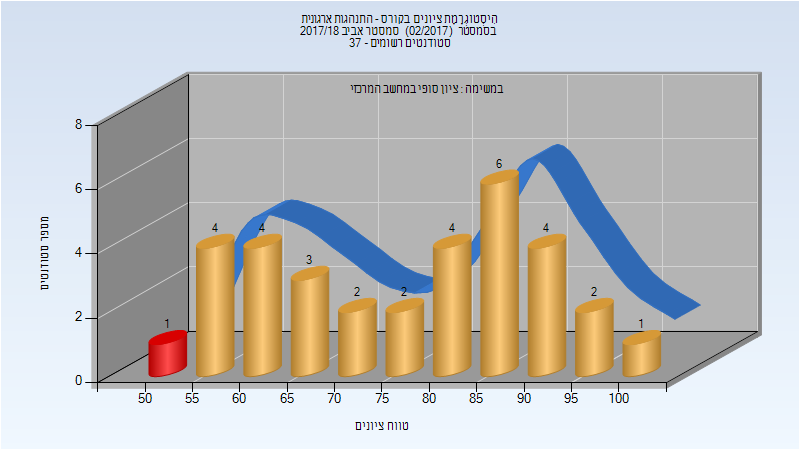 היסטוגרמת ציונים בקורס - התנהגות ארגונית
בסמסטר (02/2017) סמסטר אביב 2017/18
סטודנטים רשומים - 37
במשימה : ציון סופי במחשב המרכזי
מספר סטודנטים
8
6
4
2
0
1
4
4
3
2
2
4
6
4
2
1
50 55 60 65 70 75 80 85 90 95 100
טווח ציונים